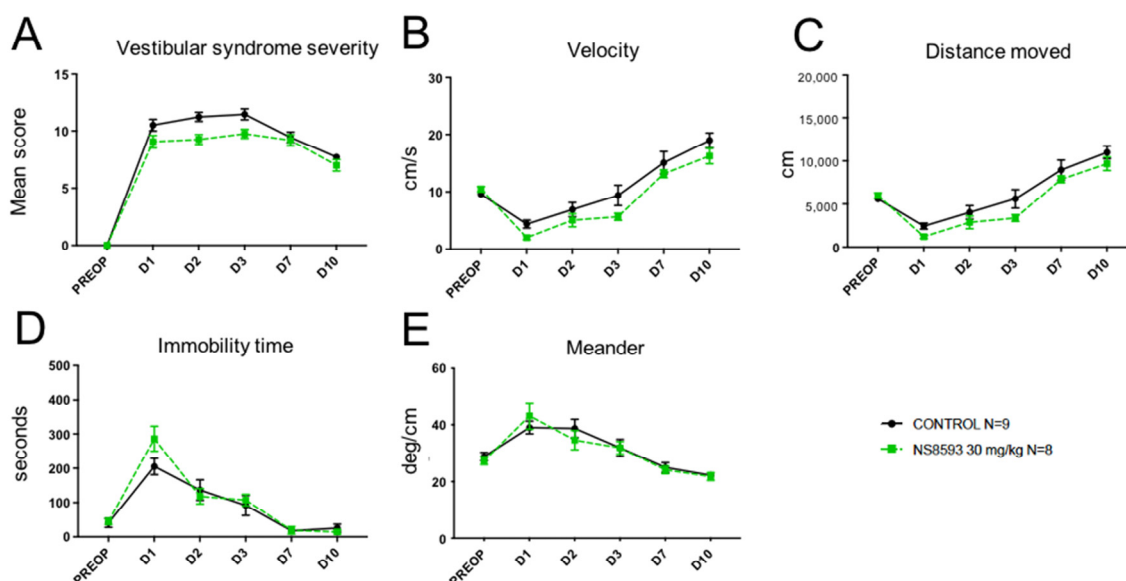 A
Vestibular syndrome severity
Mean score
15
10
5
0
PREOP
D1
D2
D3
D7
D10
B
Velocity
cm/s
30
20
10
0
PREOP
D1
D2
D3
D7
D10
C
Distance moved
cm
20,000
15,000
10,000
5,000
0
PREOP
D1
D2
D3
D7
D10
D
Immobility time
seconds
500
400
300
200
100
0
PREOP
D1
D2
D3
D7
D10
E
Meander
deg/cm
60
40
20
0
PREOP
D1
D2
D3
D7
D10
CONTROL N=9
NS8593 30 mg/kg N=8